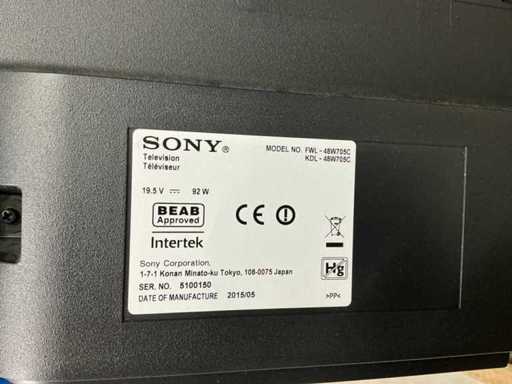 SONY®
MODEL NO. FWL - 48W705C
KDL - 48W705C
Television
Téléviseur
19.5 V ⎓ 92 W
BEAB
Approved
CE
Intertek
Sony Corporation,
1-7-1 Konan Minato-ku Tokyo, 108-0075 Japan
Hg
SER. NO. 5100150
DATE OF MANUFACTURE 2015/05
>PP<